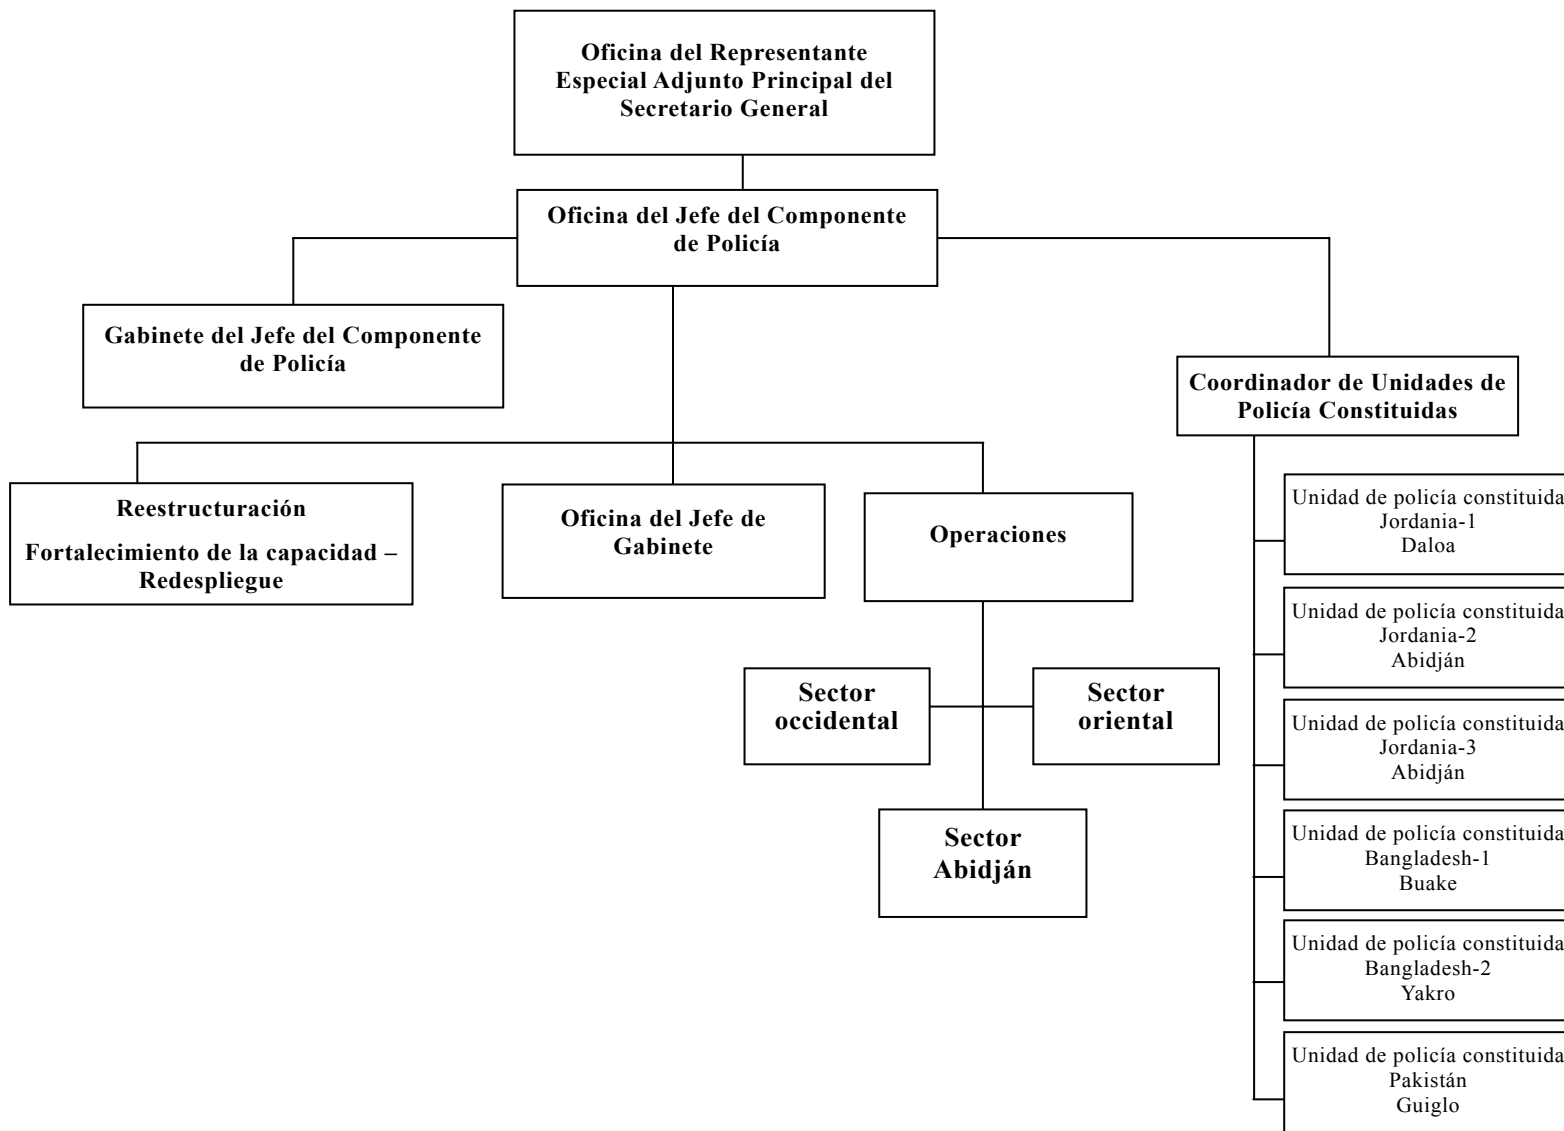 Oficina del Representante
Especial Adjunto Principal del
Secretario General
Oficina del Jefe del Componente
de Policía
Gabinete del Jefe del Componente
de Policía
Coordinador de Unidades de
Policía Constituidas
Reestructuración
Fortalecimiento de la capacidad –
Redespliegue
Oficina del Jefe de
Gabinete
Operaciones
Sector
occidental
Sector
oriental
Sector
Abidján
Unidad de policía constituida
Jordania-1
Daloa
Unidad de policía constituida
Jordania-2
Abidján
Unidad de policía constituida
Jordania-3
Abidján
Unidad de policía constituida
Bangladesh-1
Buake
Unidad de policía constituida
Bangladesh-2
Yakro
Unidad de policía constituida
Pakistán
Guiglo